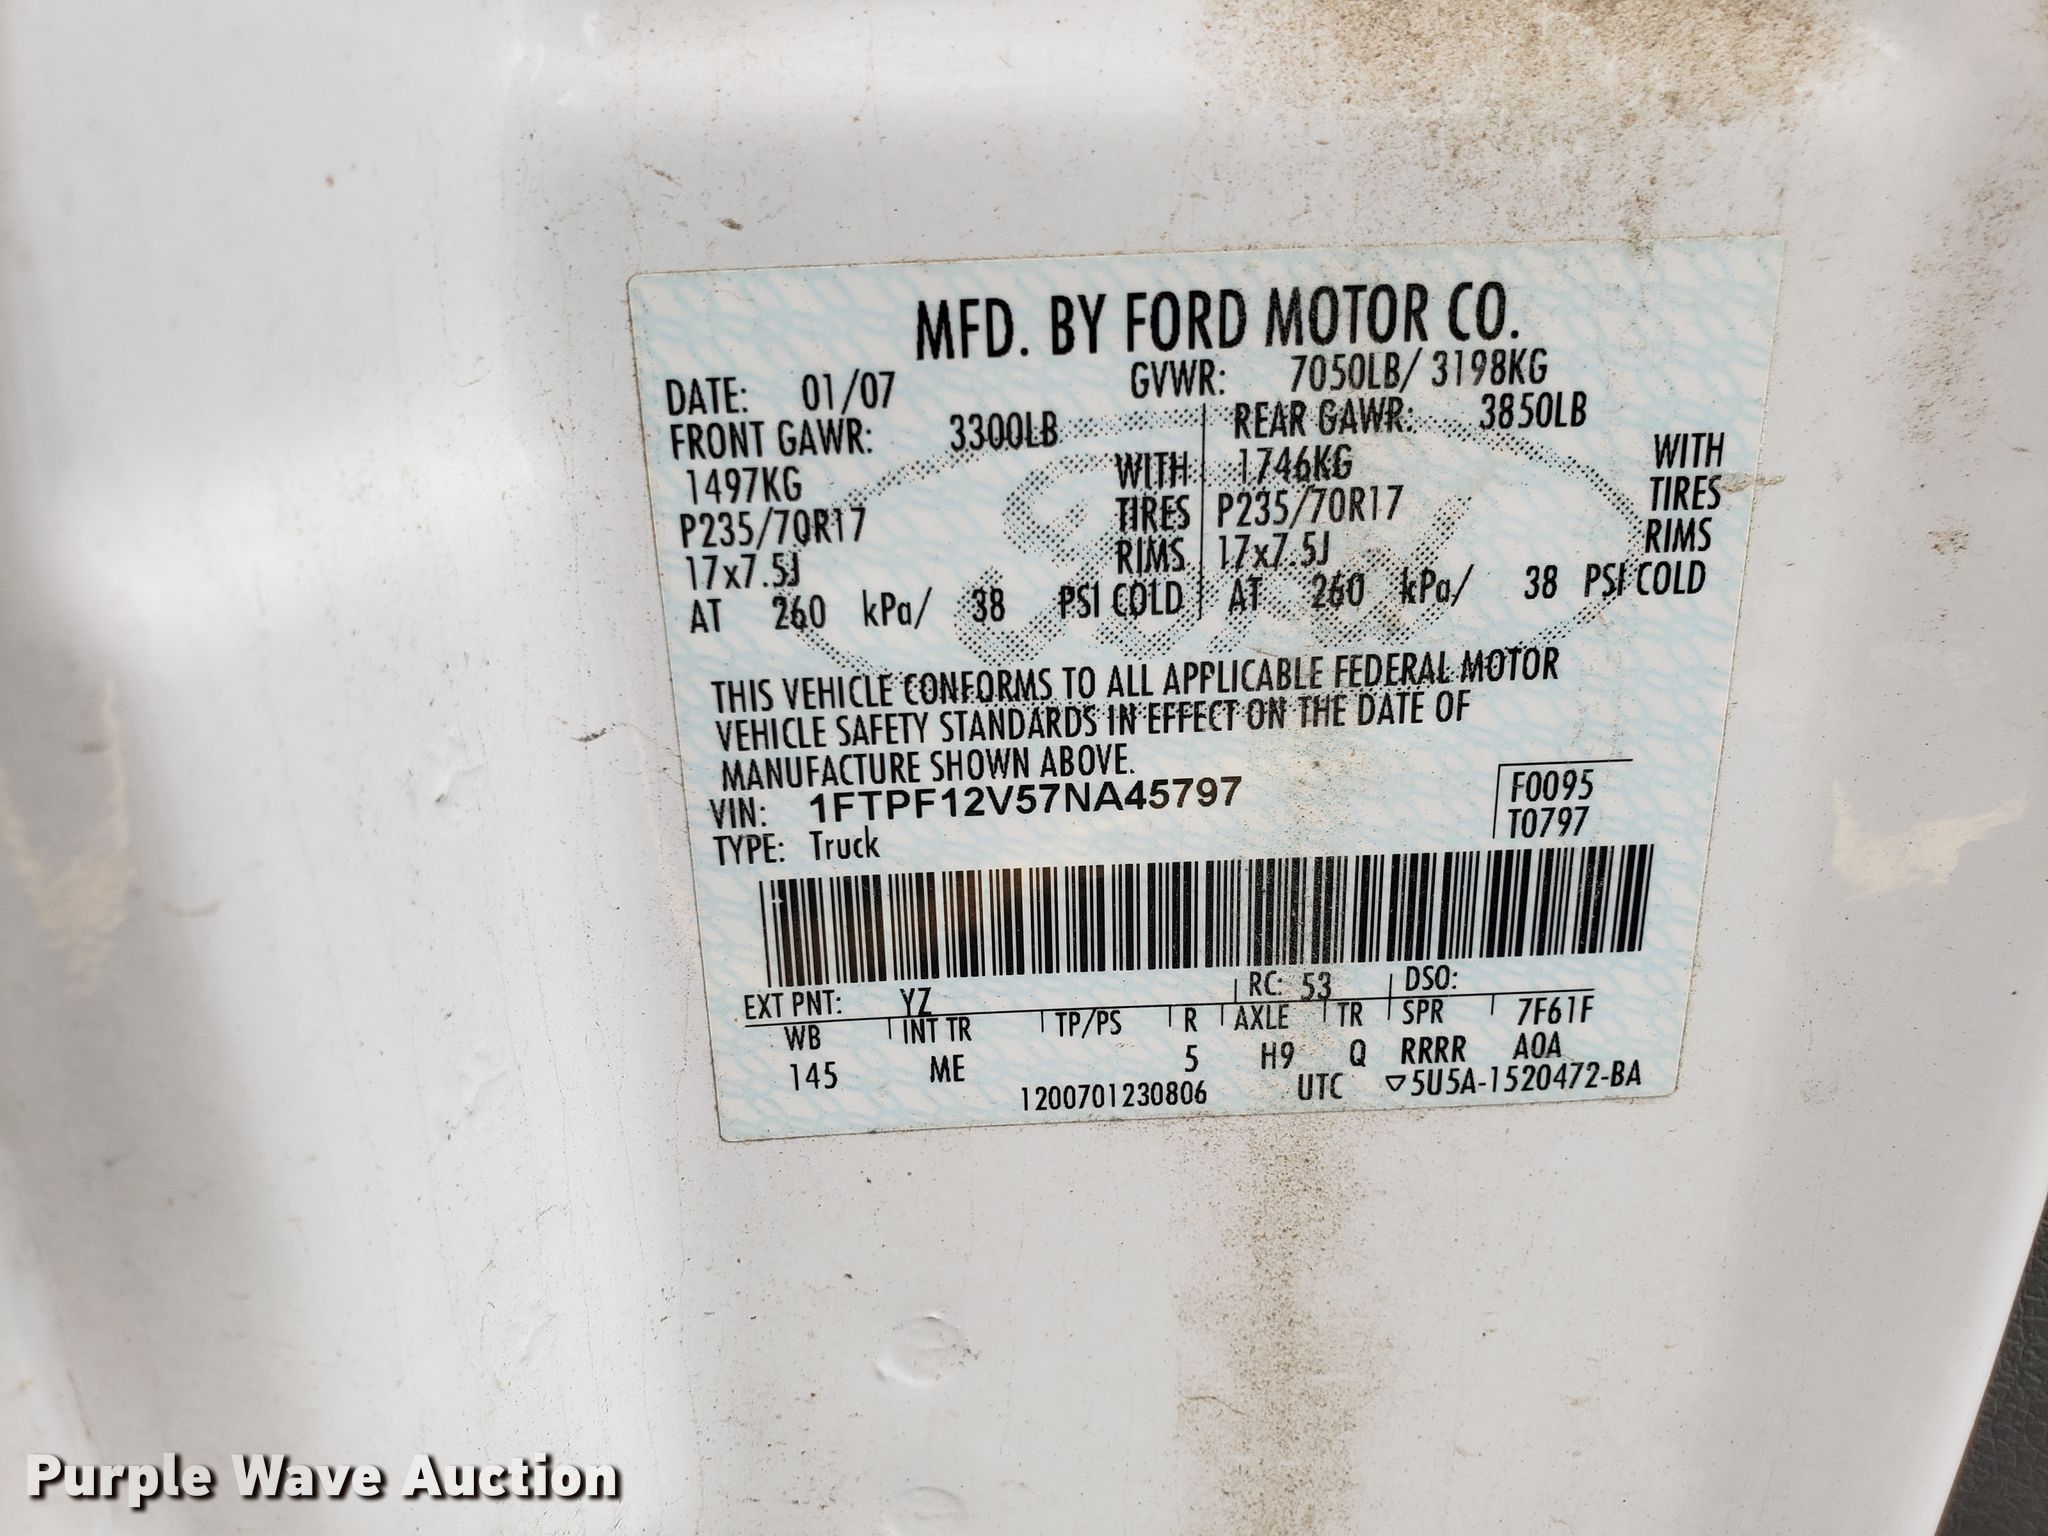 MFD. BY FORD MOTOR CO.
DATE: 01/07 GVWR: 7050LB/ 3198KG
FRONT GAWR: 3300LB REAR GAWR: 3850LB
1497KG WITH 1746KG WITH
P235/70R17 TIRES P235/70R17 TIRES
17x7.5J RIMS 17x7.5J RIMS
AT 260 kPa/ 38 PSI COLD AT 260 kPa/ 38 PSI COLD
THIS VEHICLE CONFORMS TO ALL APPLICABLE FEDERAL MOTOR
VEHICLE SAFETY STANDARDS IN EFFECT ON THE DATE OF
MANUFACTURE SHOWN ABOVE.
VIN: 1FTPF12V57NA45797 F0095
TYPE: Truck T0797
EXT PNT: YZ RC: 53 DSO:
WB INT TR TP/PS R AXLE TR SPR 7F61F
145 ME 5 H9 Q RRRR A0A
1200701230806 UTC ▽5U5A-1520472-BA
Purple Wave Auction